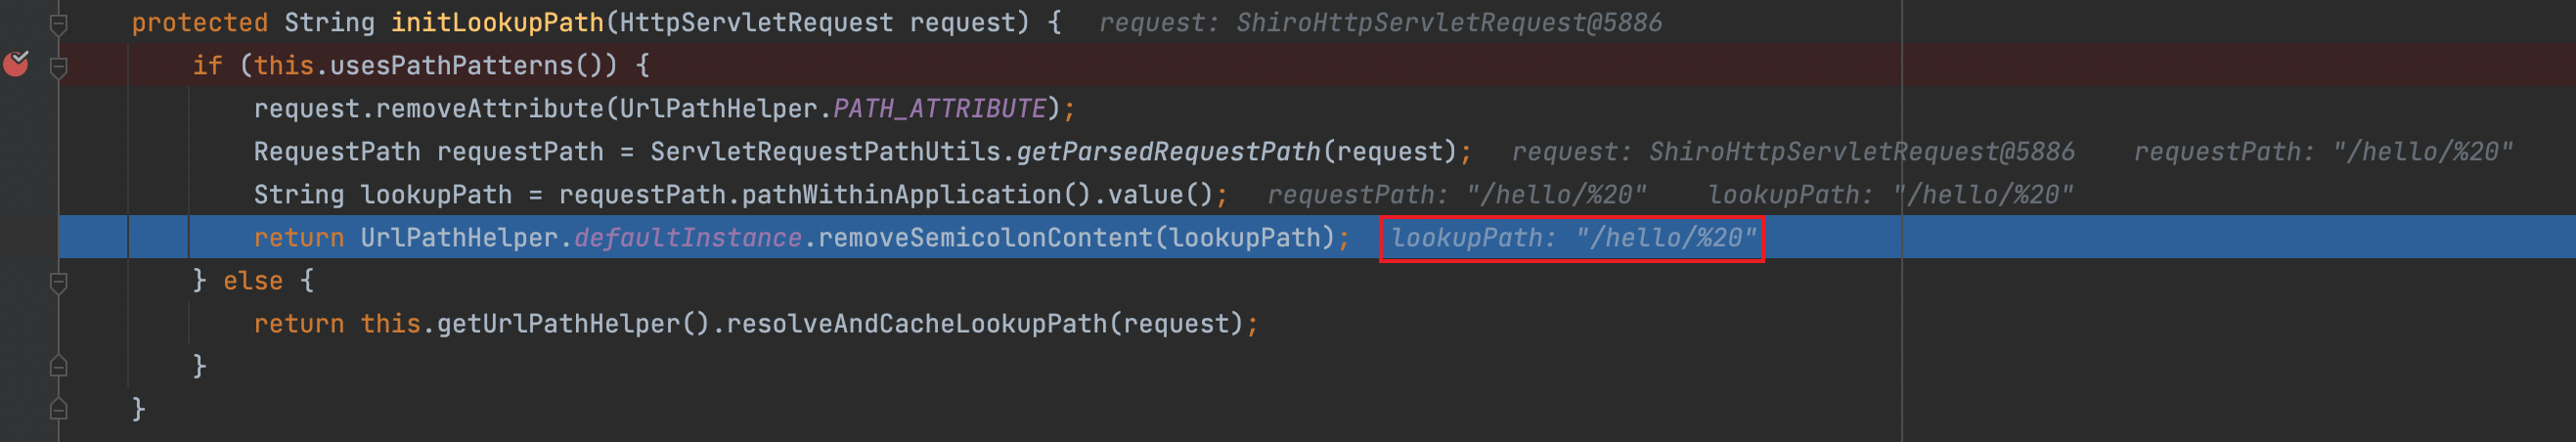 protected String initLookupPath(HttpServletRequest request) {   request: ShiroHttpServletRequest@5886
    if (this.usesPathPatterns()) {
        request.removeAttribute(UrlPathHelper.PATH_ATTRIBUTE);
        RequestPath requestPath = ServletRequestPathUtils.getParsedRequestPath(request);   request: ShiroHttpServletRequest@5886    requestPath: "/hello/%20"
        String lookupPath = requestPath.pathWithinApplication().value();   requestPath: "/hello/%20"    lookupPath: "/hello/%20"
        return UrlPathHelper.defaultInstance.removeSemicolonContent(lookupPath);   lookupPath: "/hello/%20"
    } else {
        return this.getUrlPathHelper().resolveAndCacheLookupPath(request);
    }
}